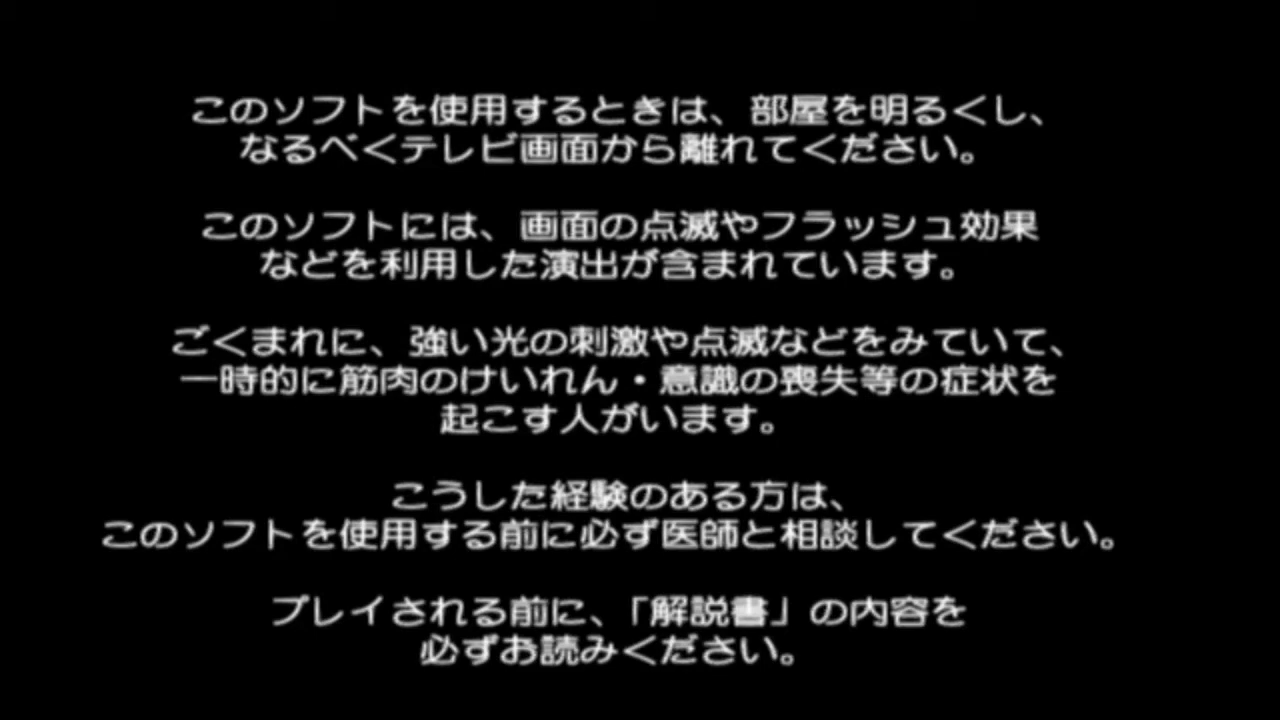 このソフトを使用するときは、部屋を明るくし、
なるべくテレビ画面から離れてください。
このソフトには、画面の点滅やフラッシュ効果
などを利用した演出が含まれています。
ごくまれに、強い光の刺激や点滅などをみていて、
一時的に筋肉のけいれん・意識の喪失等の症状を
起こす人がいます。
こうした経験のある方は、
このソフトを使用する前に必ず医師と相談してください。
プレイされる前に、「解説書」の内容を
必ずお読みください。